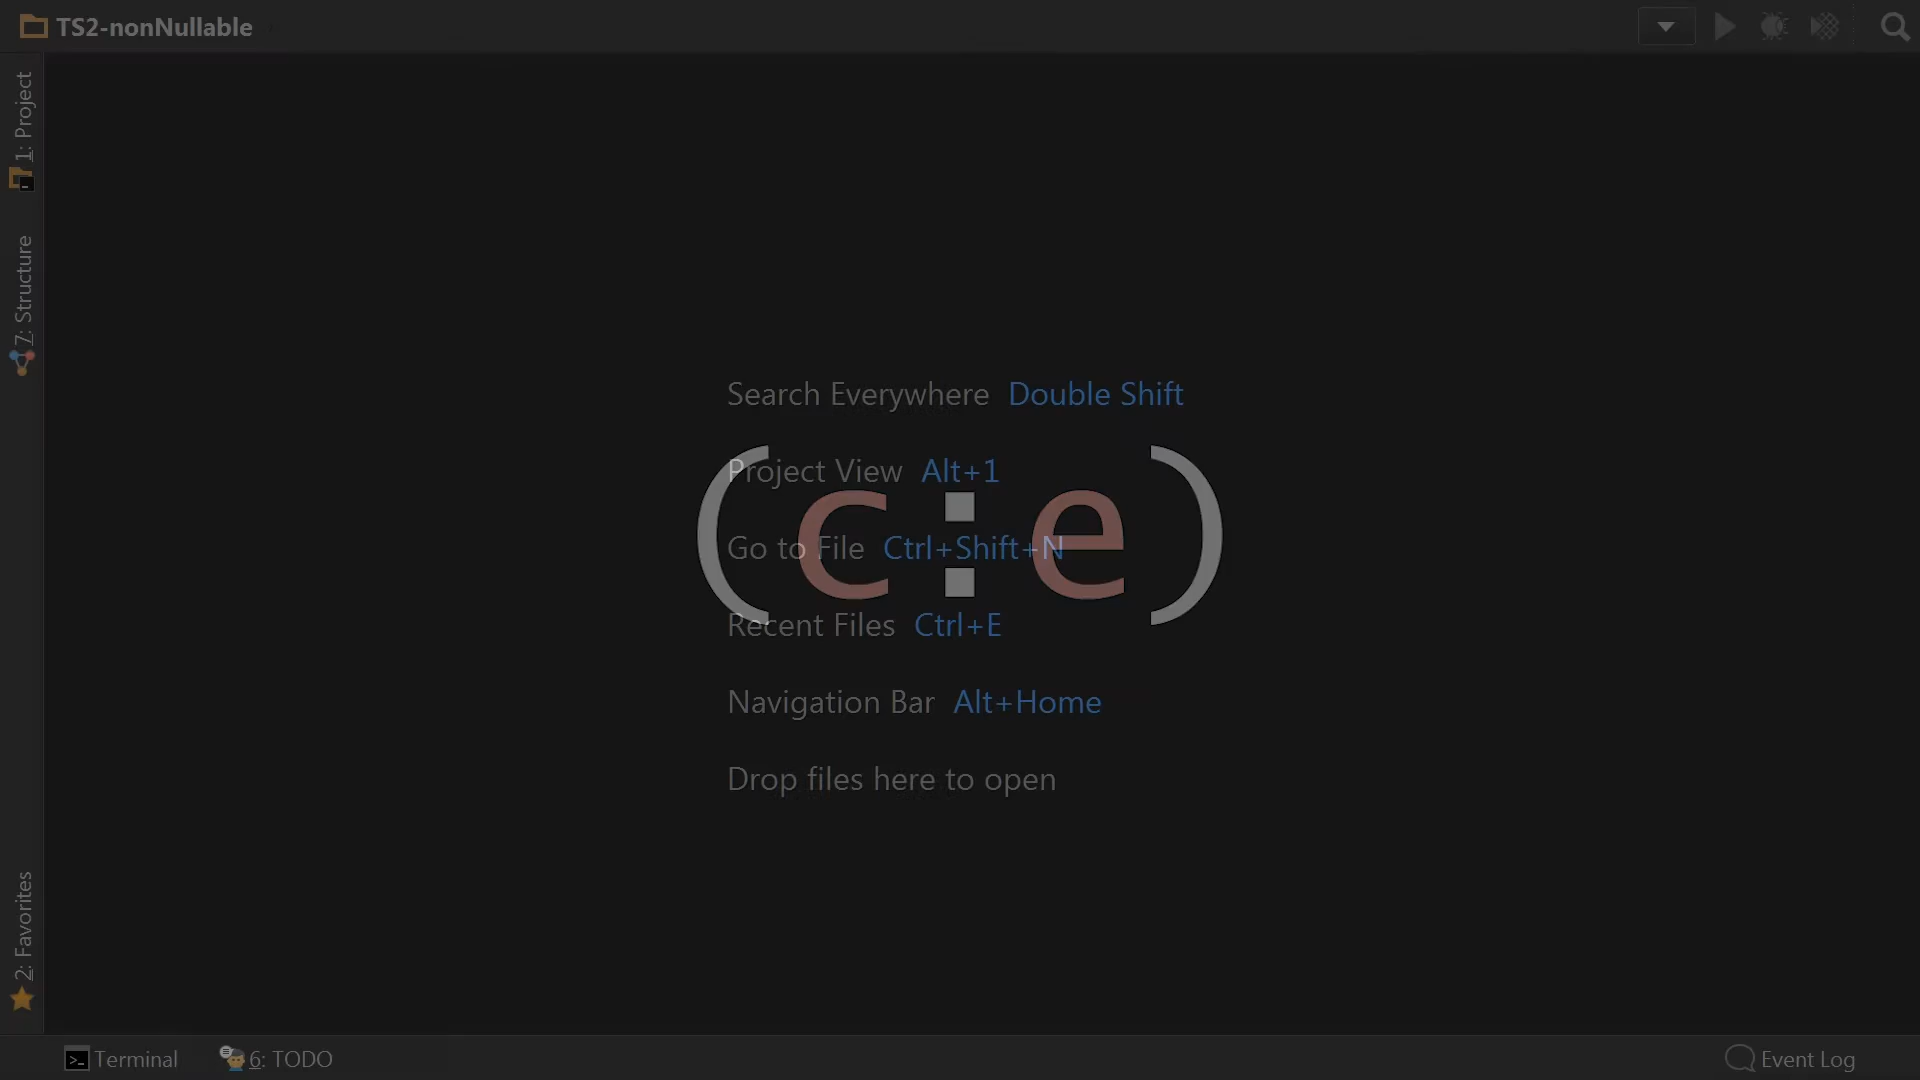 TS2-nonNullable
1: Project
7: Structure
Search Everywhere Double Shift
Project View Alt+1
(c:e)
Go to File Ctrl+Shift+N
Recent Files Ctrl+E
Navigation Bar Alt+Home
Drop files here to open
2: Favorites
Terminal
6: TODO
Event Log